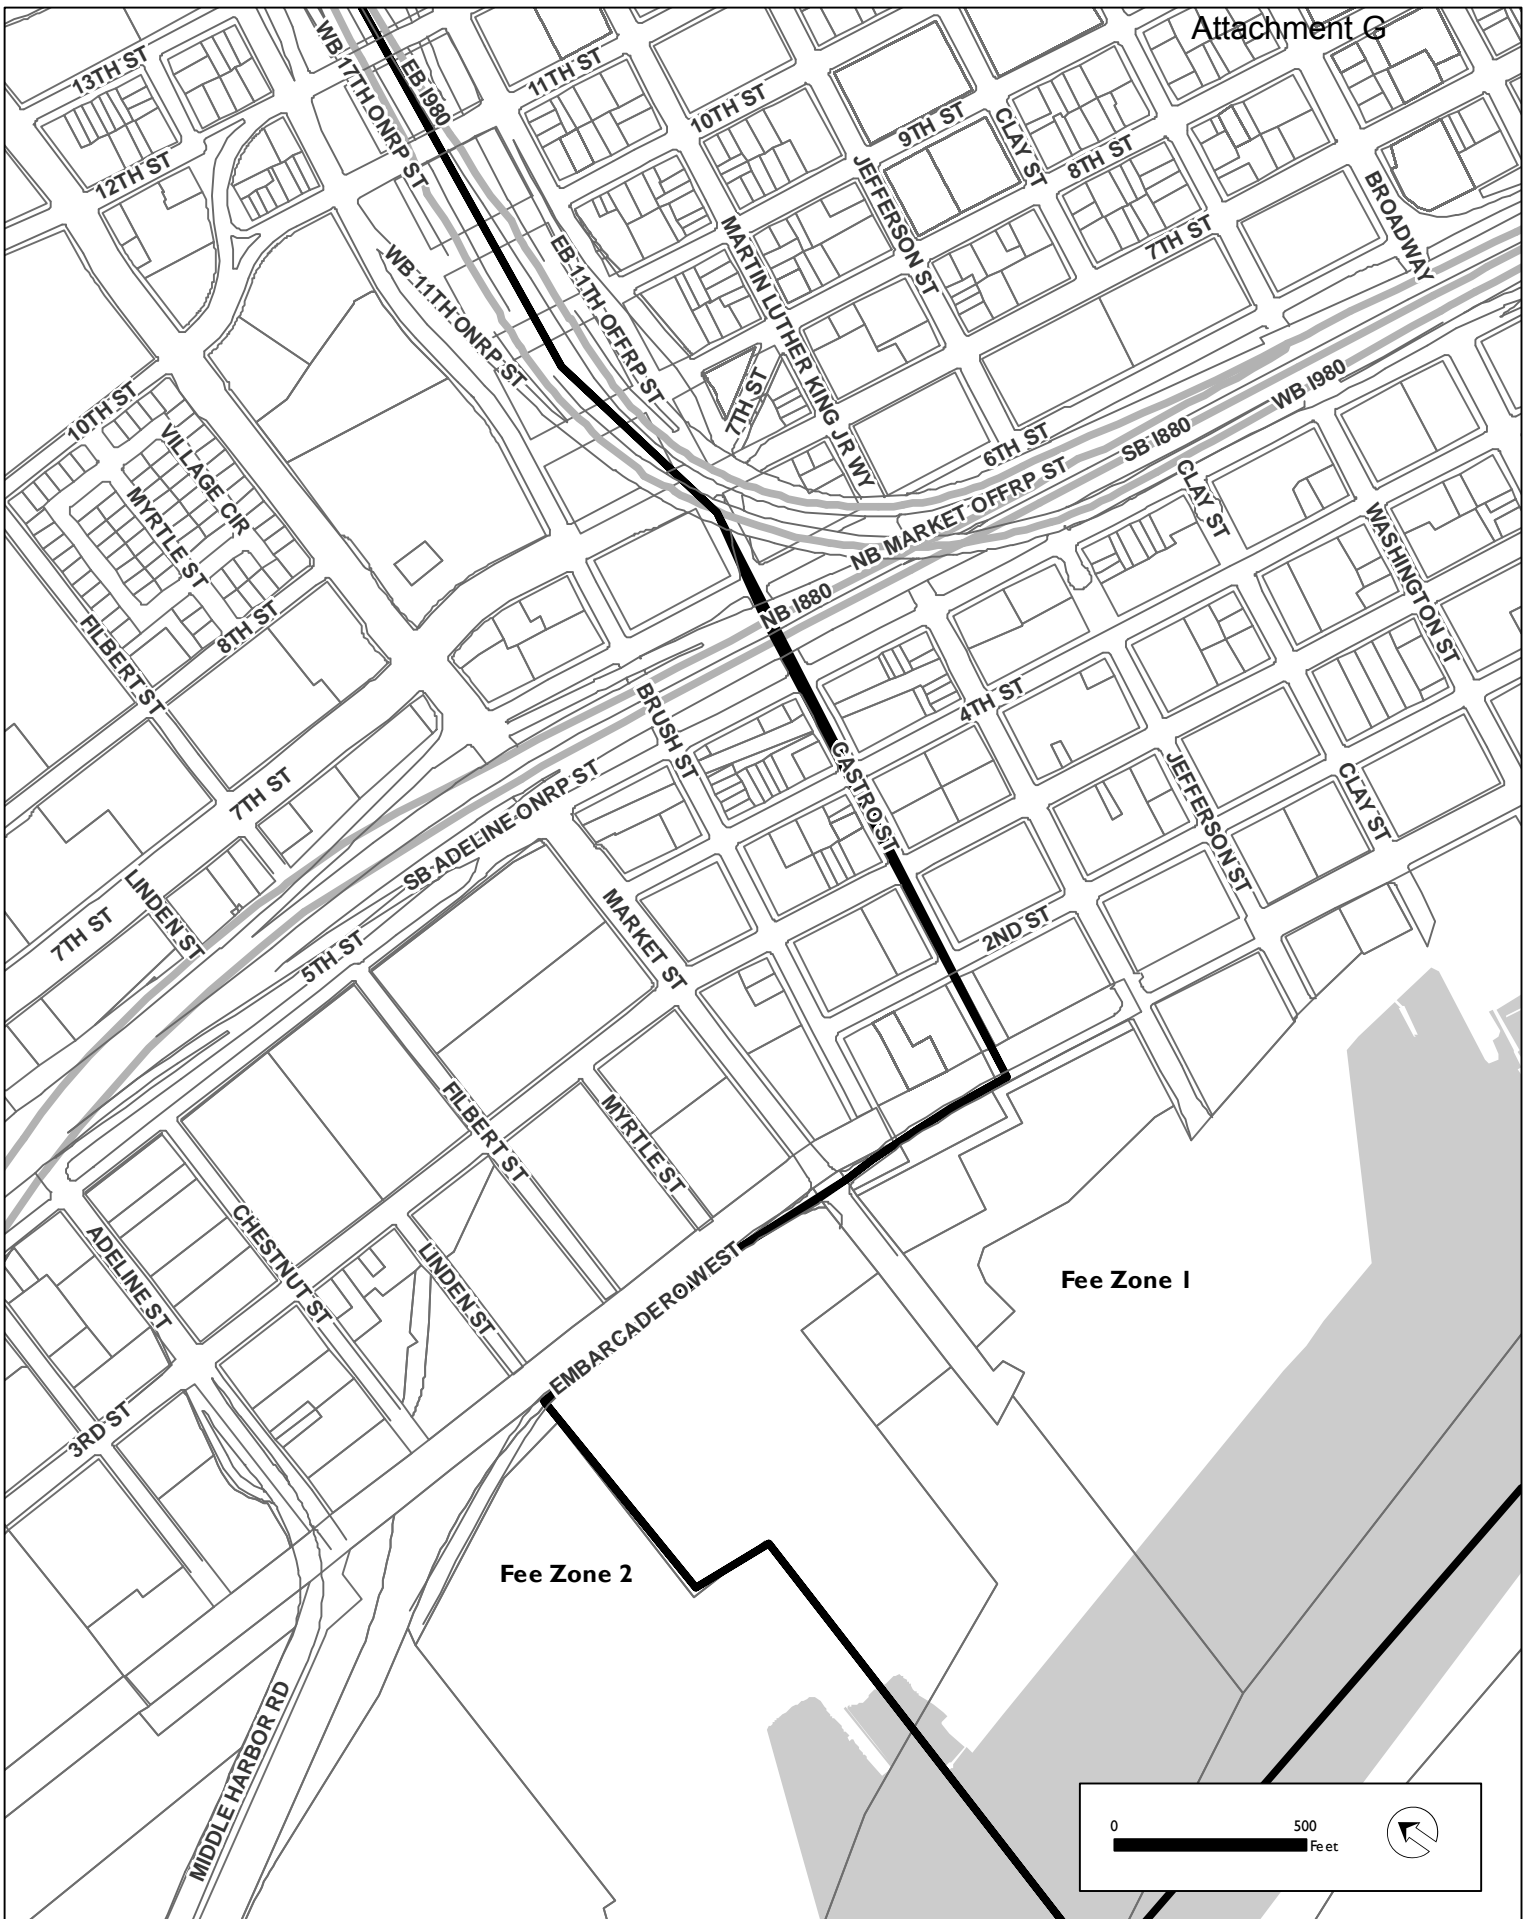 Attachment G
13TH ST
WB 17TH ONRP ST
EB I980
11TH ST
10TH ST
9TH ST
CLAY ST
8TH ST
12TH ST
JEFFERSON ST
BROADWAY
7TH ST
MARTIN LUTHER KING JR WY
WB 11TH ONRP ST
EB 11TH OFFRP ST
7TH ST
10TH ST
VILLAGE CIR
MYRTLE ST
6TH ST
SB I880
WB I980
NB MARKET OFFRP ST
CLAY ST
WASHINGTON ST
FILBERT ST
8TH ST
NB I880
BRUSH ST
4TH ST
CASTRO ST
7TH ST
SB ADELINE ONRP ST
JEFFERSON ST
CLAY ST
LINDEN ST
7TH ST
5TH ST
MARKET ST
2ND ST
FILBERT ST
MYRTLE ST
ADELINE ST
CHESTNUT ST
LINDEN ST
EMBARCADERO WEST
Fee Zone 1
3RD ST
Fee Zone 2
MIDDLE HARBOR RD
0 500
Feet